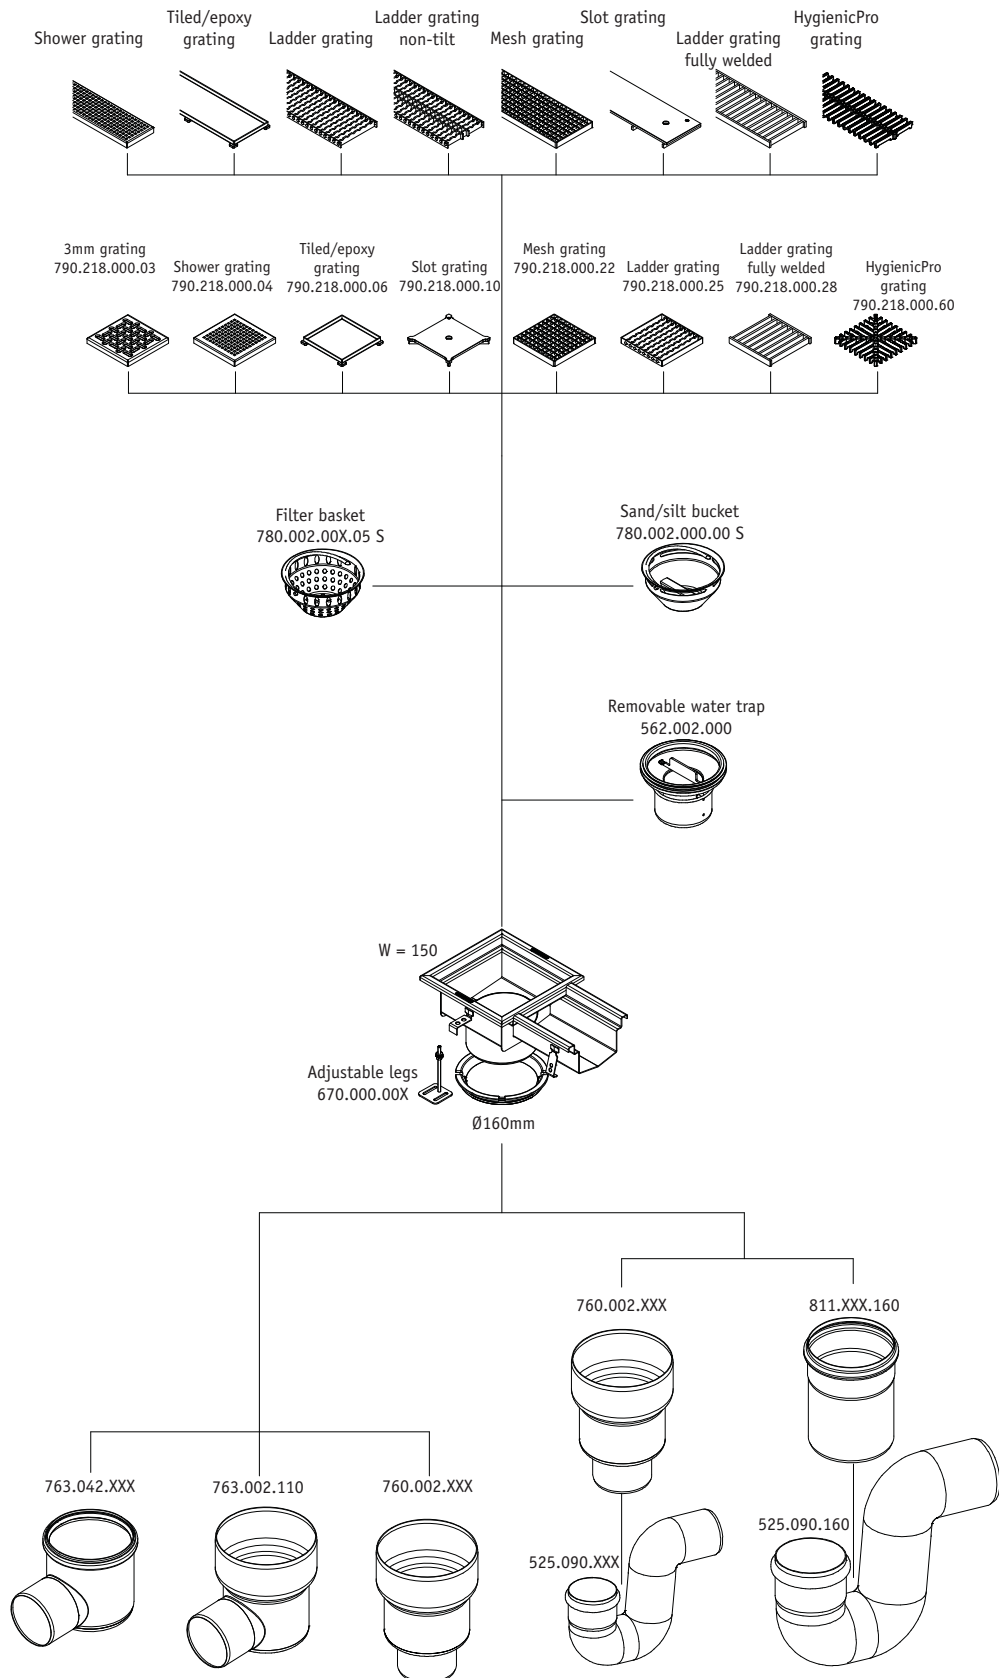 Shower grating
Tiled/epoxy
grating
Ladder grating
Ladder grating
non-tilt
Mesh grating
Slot grating
Ladder grating
fully welded
HygienicPro
grating
3mm grating
790.218.000.03
Shower grating
790.218.000.04
Tiled/epoxy
grating
790.218.000.06
Slot grating
790.218.000.10
Mesh grating
790.218.000.22
Ladder grating
790.218.000.25
Ladder grating
fully welded
790.218.000.28
HygienicPro
grating
790.218.000.60
Filter basket
780.002.00X.05 S
Sand/silt bucket
780.002.000.00 S
Removable water trap
562.002.000
W = 150
Adjustable legs
670.000.00X
Ø160mm
760.002.XXX
811.XXX.160
763.042.XXX
763.002.110
760.002.XXX
525.090.XXX
525.090.160